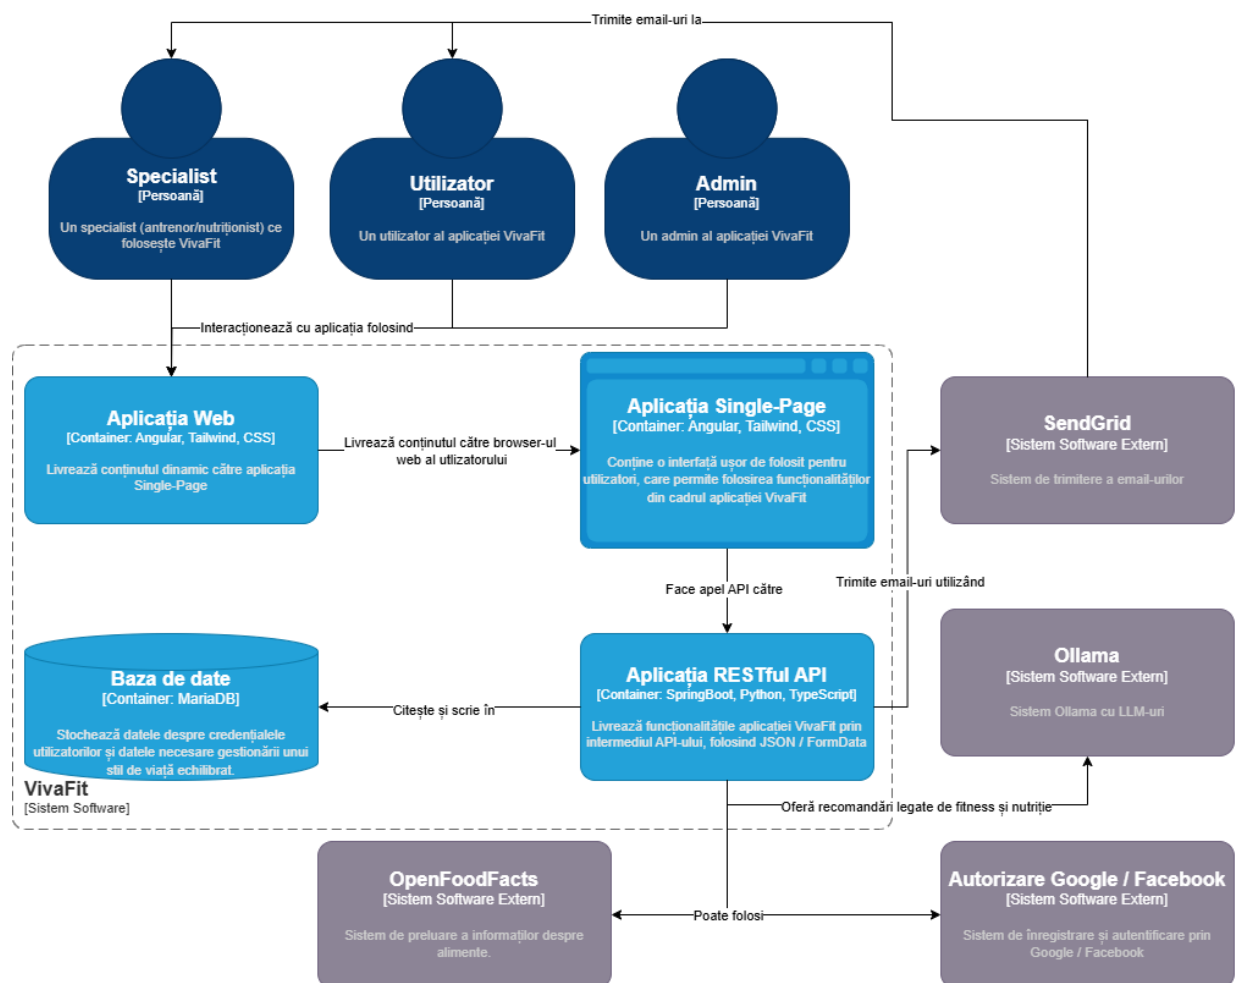 Trimite email-uri la
Specialist
[Persoană]
Un specialist (antrenor/nutriționist) ce
folosește VivaFit
Utilizator
[Persoană]
Un utilizator al aplicației VivaFit
Admin
[Persoană]
Un admin al aplicației VivaFit
Interacționează cu aplicația folosind
Aplicația Web
[Container: Angular, Tailwind, CSS]
Livrează conținutul dinamic către aplicația
Single-Page
Livrează conținutul către browser-ul
web al utlizatorului
Aplicația Single-Page
[Container: Angular, Tailwind, CSS]
Conține o interfață ușor de folosit pentru
utilizatori, care permite folosirea funcționalităților
din cadrul aplicației VivaFit
SendGrid
[Sistem Software Extern]
Sistem de trimitere a email-urilor
Face apel API către
Trimite email-uri utilizând
Baza de date
[Container: MariaDB]
Stochează datele despre credențialele
utilizatorilor și datele necesare gestionării unui
stil de viață echilibrat.
Citește și scrie în
Aplicația RESTful API
[Container: SpringBoot, Python, TypeScript]
Livrează funcționalitățile aplicației VivaFit prin
intermediul API-ului, folosind JSON / FormData
Ollama
[Sistem Software Extern]
Sistem Ollama cu LLM-uri
VivaFit
[Sistem Software]
Oferă recomandări legate de fitness și nutriție
OpenFoodFacts
[Sistem Software Extern]
Sistem de preluare a informaților despre
alimente.
Poate folosi
Autorizare Google / Facebook
[Sistem Software Extern]
Sistem de înregistrare și autentificare prin
Google / Facebook